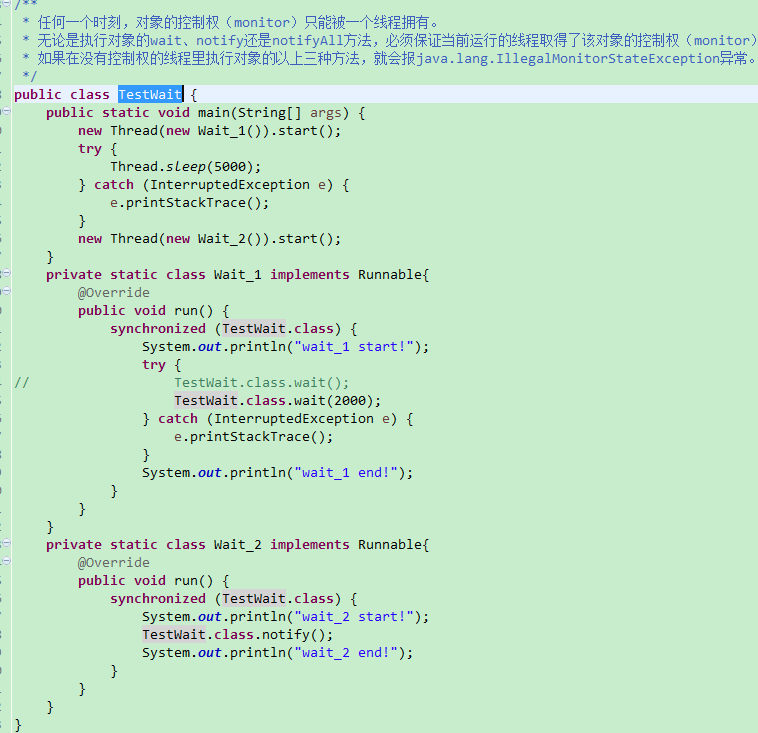 /**
 * 任何一个时刻，对象的控制权（monitor）只能被一个线程拥有。
 * 无论是执行对象的wait、notify还是notifyAll方法，必须保证当前运行的线程取得了该对象的控制权（monitor）
 * 如果在没有控制权的线程里执行对象的以上三种方法，就会报java.lang.IllegalMonitorStateException异常。
 */
public class TestWait {
    public static void main(String[] args) {
        new Thread(new Wait_1()).start();
        try {
            Thread.sleep(5000);
        } catch (InterruptedException e) {
            e.printStackTrace();
        }
        new Thread(new Wait_2()).start();
    }
    private static class Wait_1 implements Runnable{
        @Override
        public void run() {
            synchronized (TestWait.class) {
                System.out.println("wait_1 start!");
                try {
//                  TestWait.class.wait();
                    TestWait.class.wait(2000);
                } catch (InterruptedException e) {
                    e.printStackTrace();
                }
                System.out.println("wait_1 end!");
            }
        }
    }
    private static class Wait_2 implements Runnable{
        @Override
        public void run() {
            synchronized (TestWait.class) {
                System.out.println("wait_2 start!");
                TestWait.class.notify();
                System.out.println("wait_2 end!");
            }
        }
    }
}